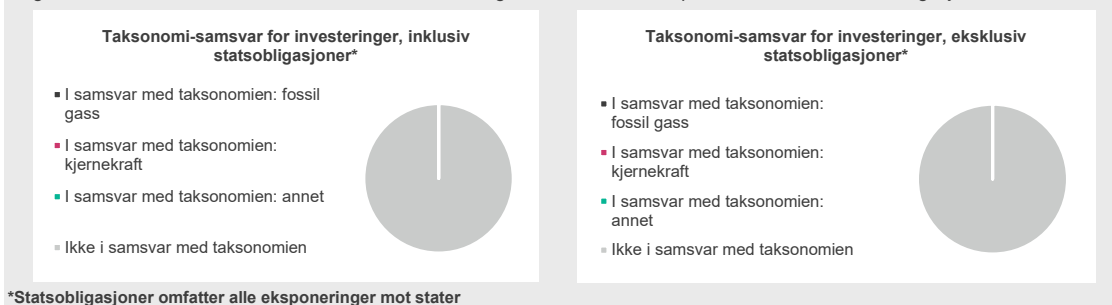 Taksonomi-samsvar for investeringer, inklusiv
statsobligasjoner*
I samsvar med taksonomien: fossil
gass
I samsvar med taksonomien:
kjernekraft
I samsvar med taksonomien: annet
Ikke i samsvar med taksonomien
Taksonomi-samsvar for investeringer, eksklusiv
statsobligasjoner*
I samsvar med taksonomien:
fossil gass
I samsvar med taksonomien:
kjernekraft
I samsvar med taksonomien:
annet
Ikke i samsvar med taksonomien
*Statsobligasjoner omfatter alle eksponeringer mot stater